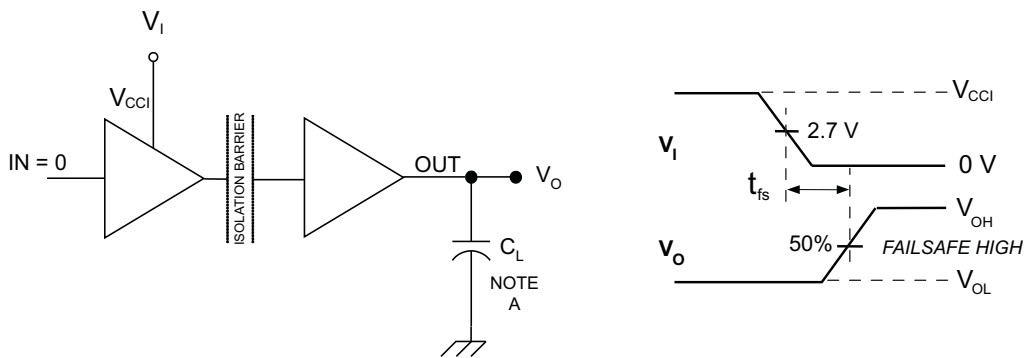 V_I
V_CCI
IN = 0
ISOLATION BARRIER
OUT
V_O
C_L
NOTE
A
V_I
V_CCI
2.7 V
0 V
t_fs
V_O
50%
V_OH
FAILSAFE HIGH
V_OL